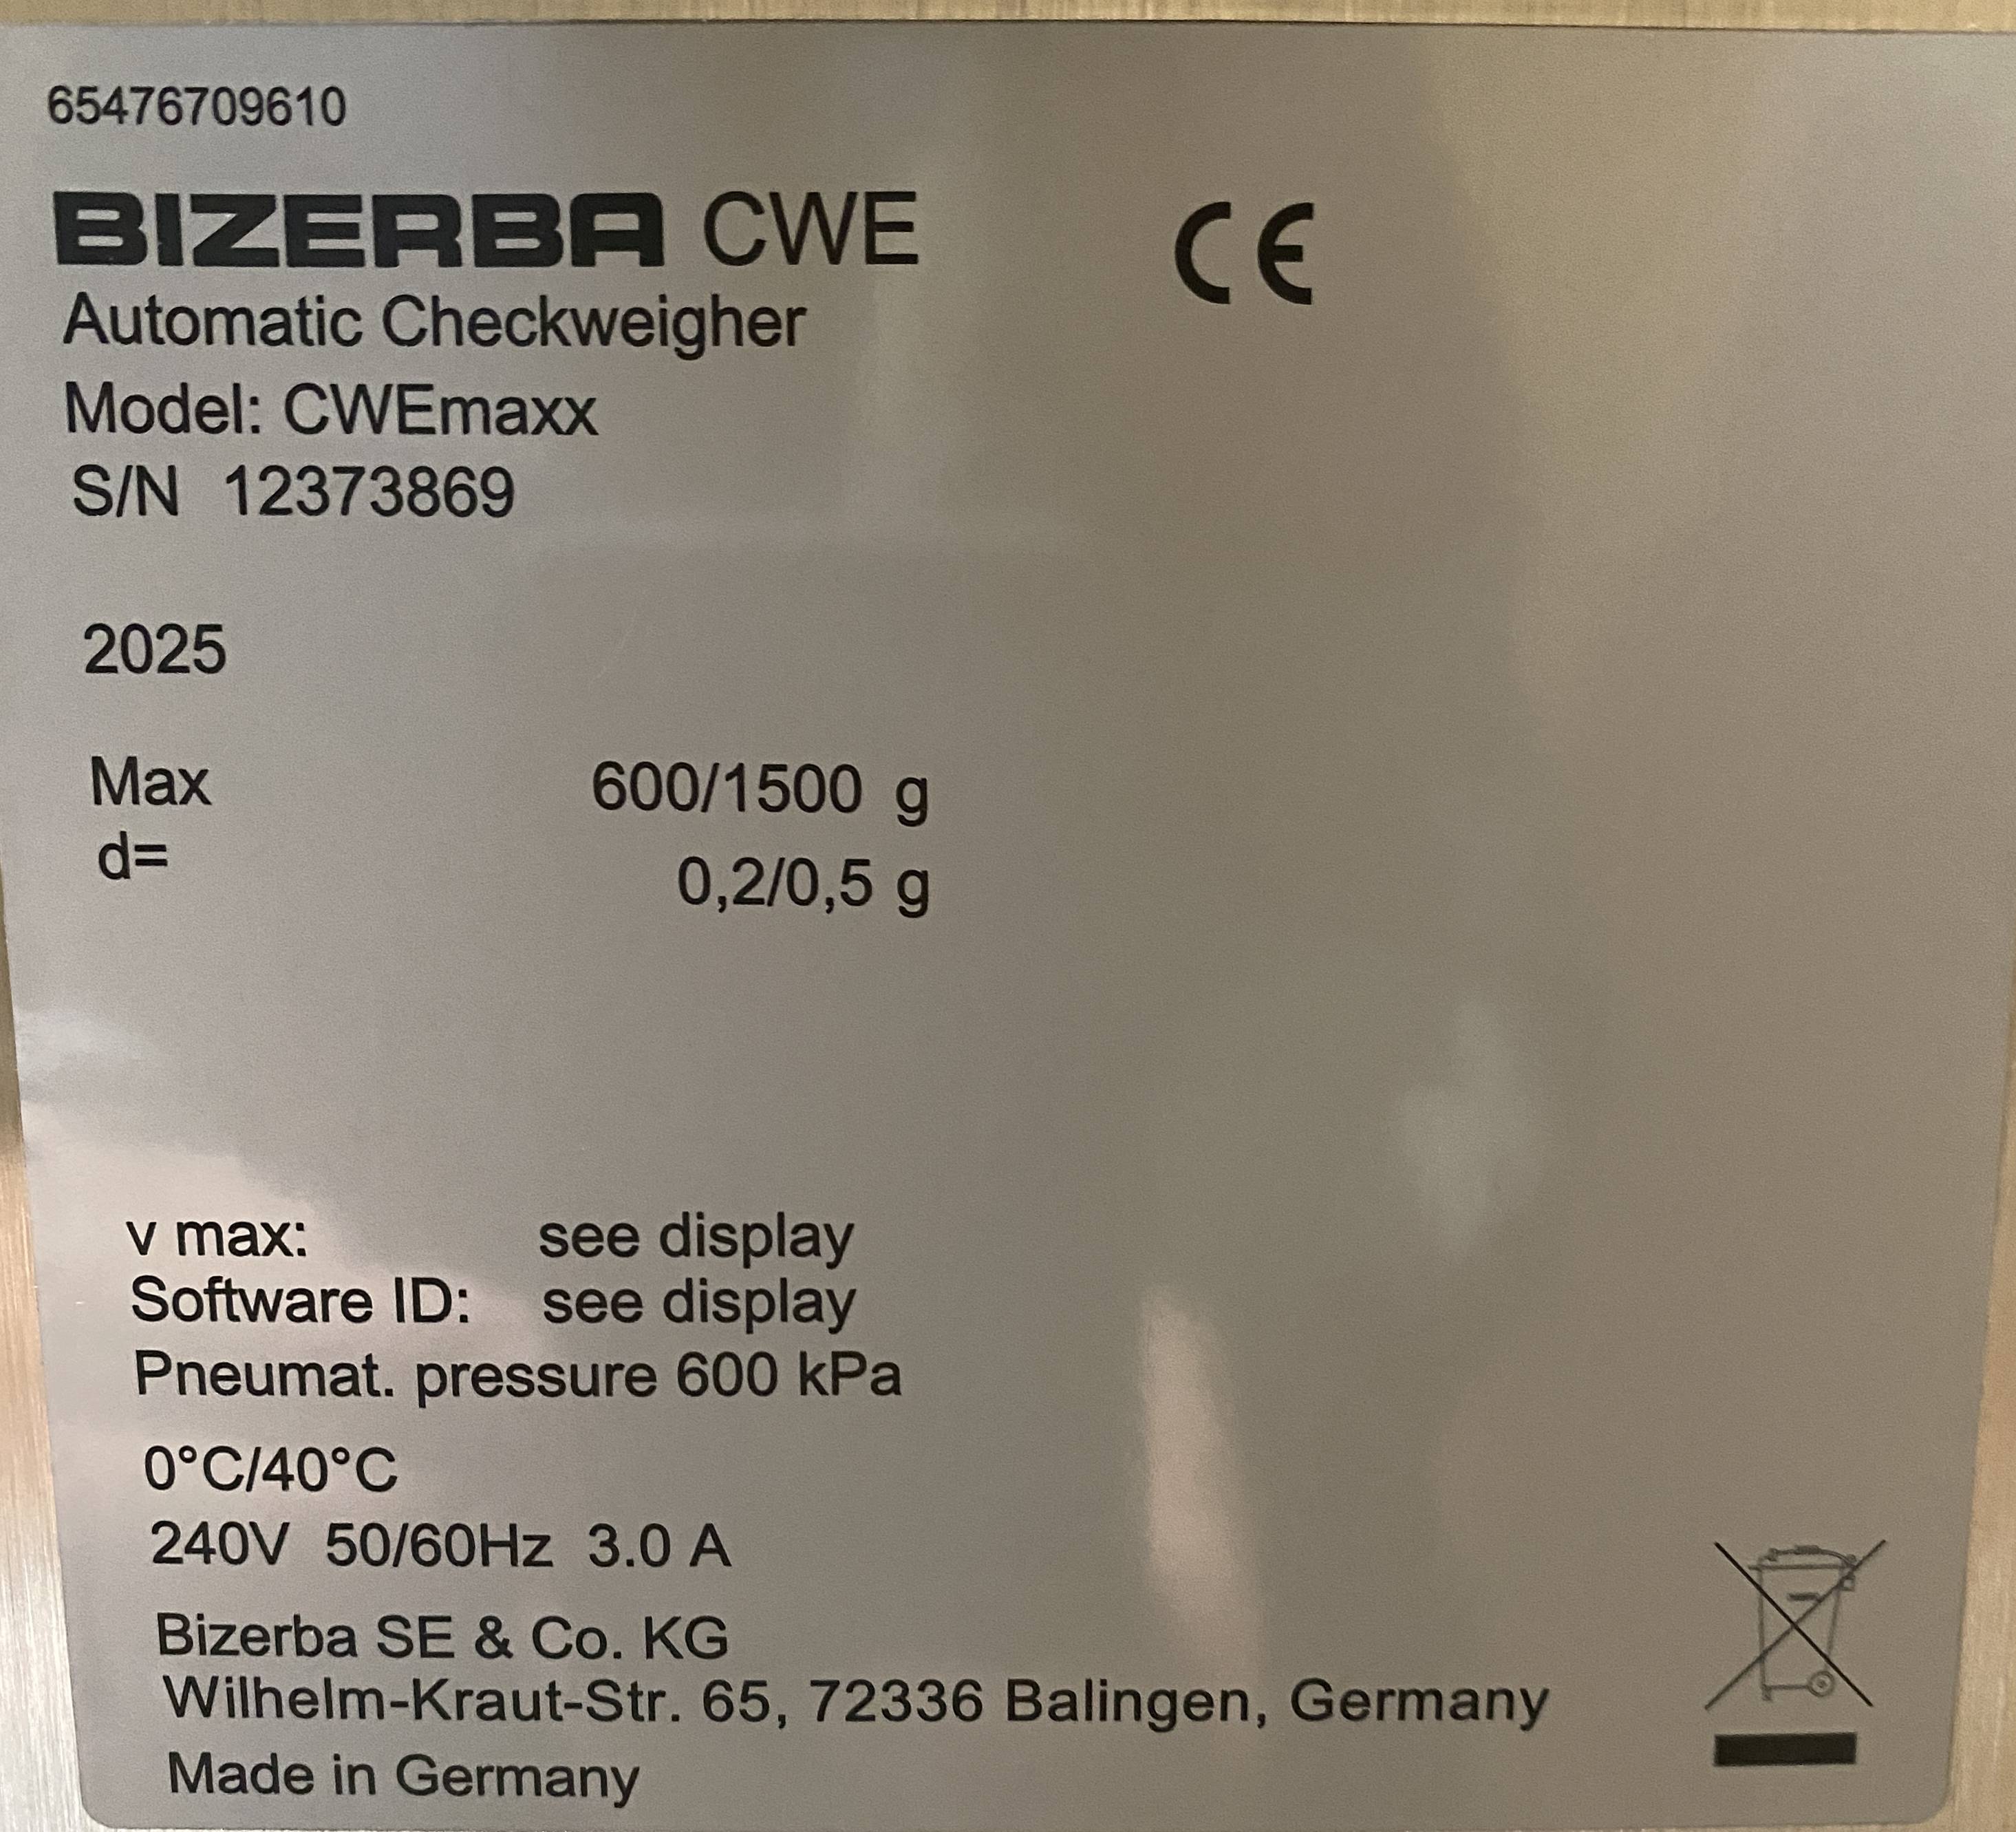 65476709610
BIZERBA CWE CE
Automatic Checkweigher
Model: CWEmaxx
S/N 12373869
2025
Max 600/1500 g
d= 0,2/0,5 g
v max: see display
Software ID: see display
Pneumat. pressure 600 kPa
0°C/40°C
240V 50/60Hz 3.0 A
Bizerba SE & Co. KG
Wilhelm-Kraut-Str. 65, 72336 Balingen, Germany
Made in Germany